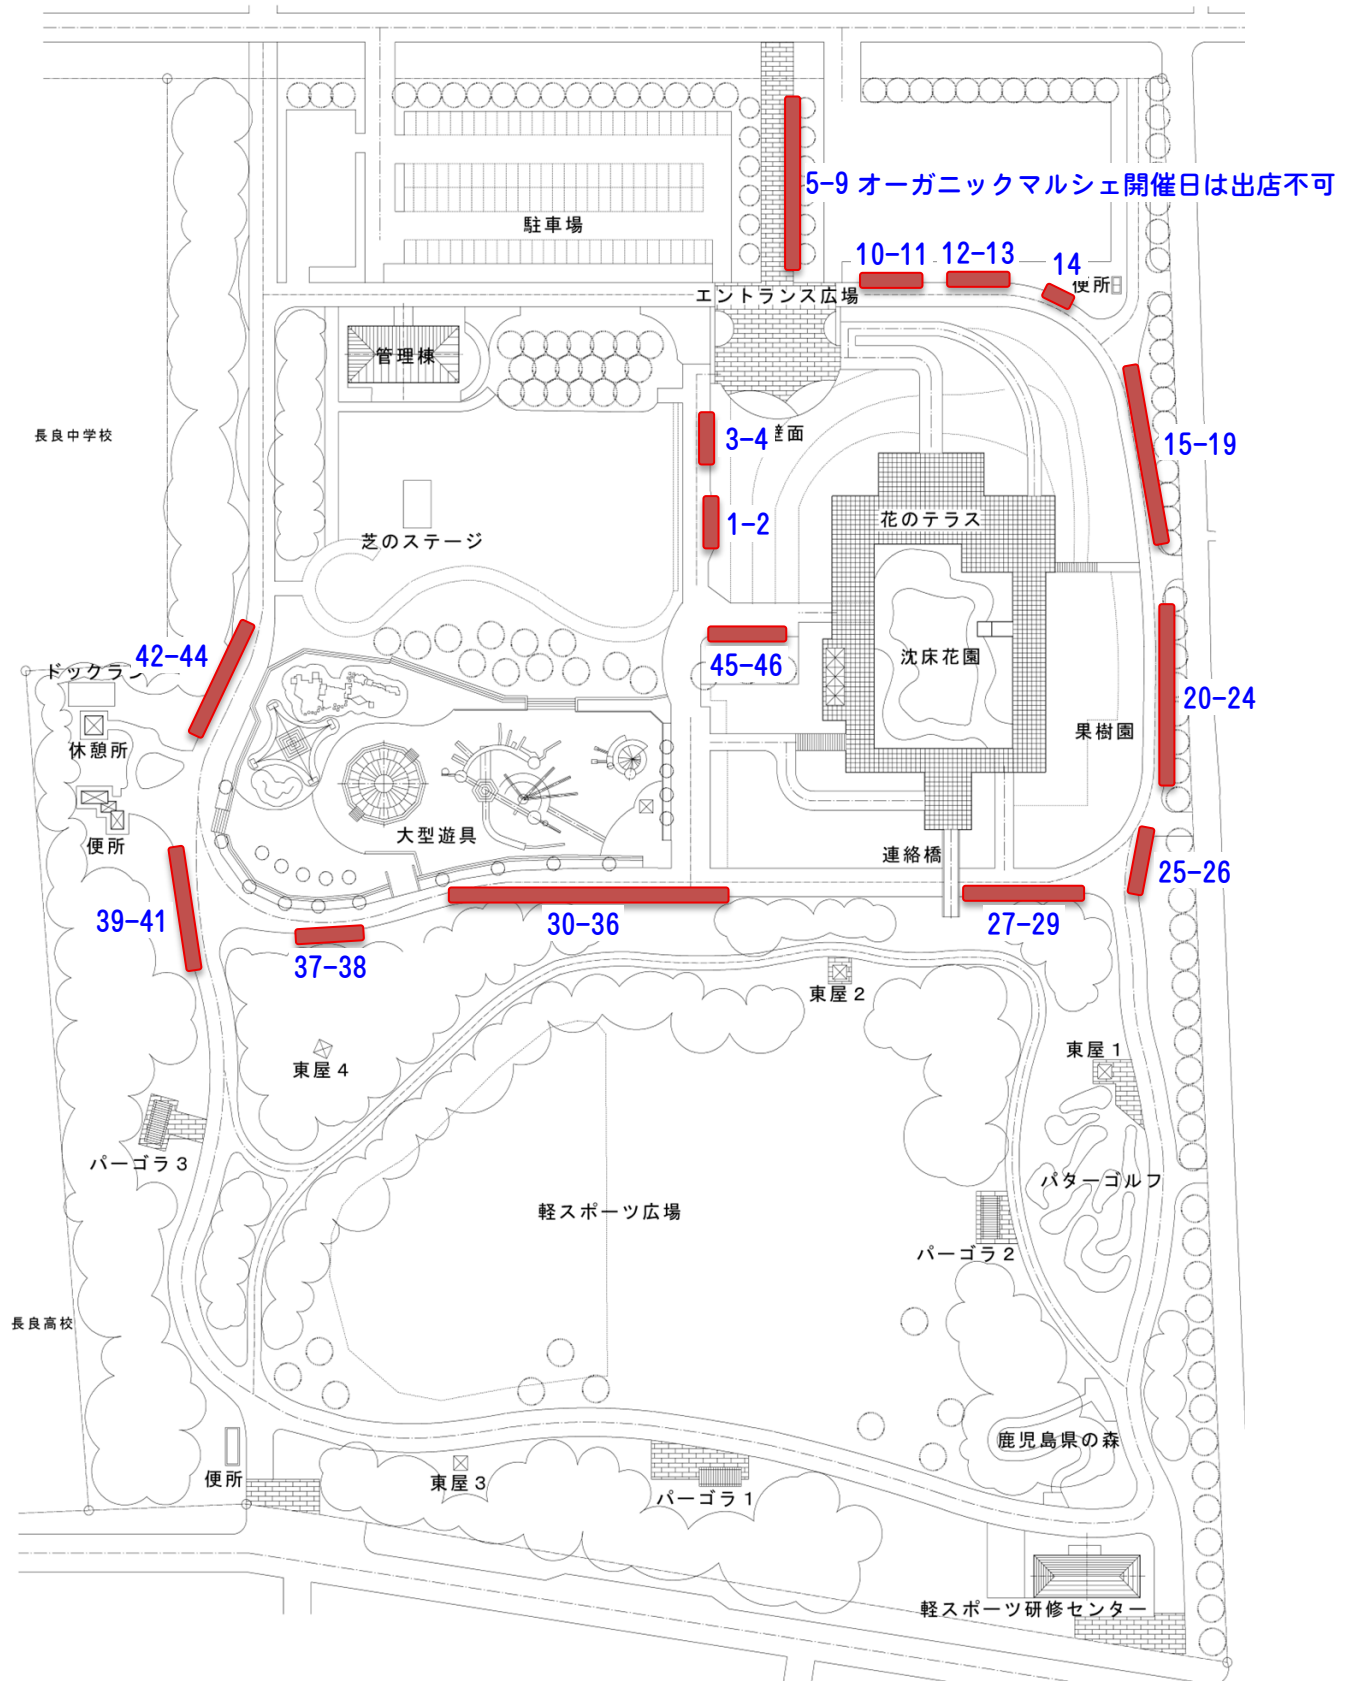 5-9 オーガニックマルシェ開催日は出店不可
駐車場
10-11
12-13
14
便所
エントランス広場
管理棟
長良中学校
3-4
壁面
15-19
1-2
花のテラス
芝のステージ
42-44
45-46
沈床花園
ドックラン
20-24
休憩所
果樹園
大型遊具
便所
連絡橋
25-26
39-41
30-36
27-29
37-38
東屋2
東屋1
東屋4
パーゴラ3
パターゴルフ
軽スポーツ広場
パーゴラ2
長良高校
鹿児島県の森
便所
東屋3
パーゴラ1
軽スポーツ研修センター